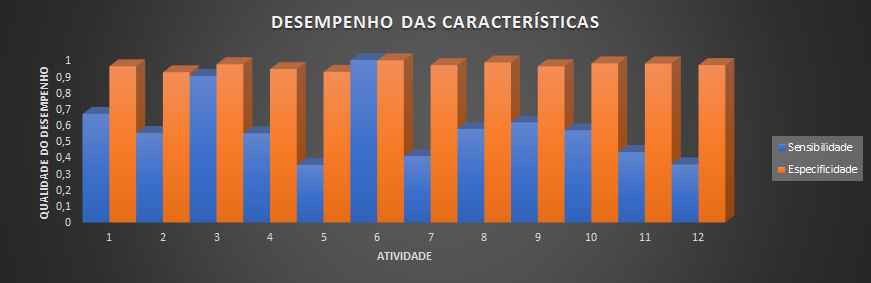 DESEMPENHO DAS CARACTERÍSTICAS
QUALIDADE DO DESEMPENHO
1
0,9
0,8
0,7
0,6
0,5
0,4
0,3
0,2
0,1
0
1 2 3 4 5 6 7 8 9 10 11 12
ATIVIDADE
Sensibilidade
Especificidade